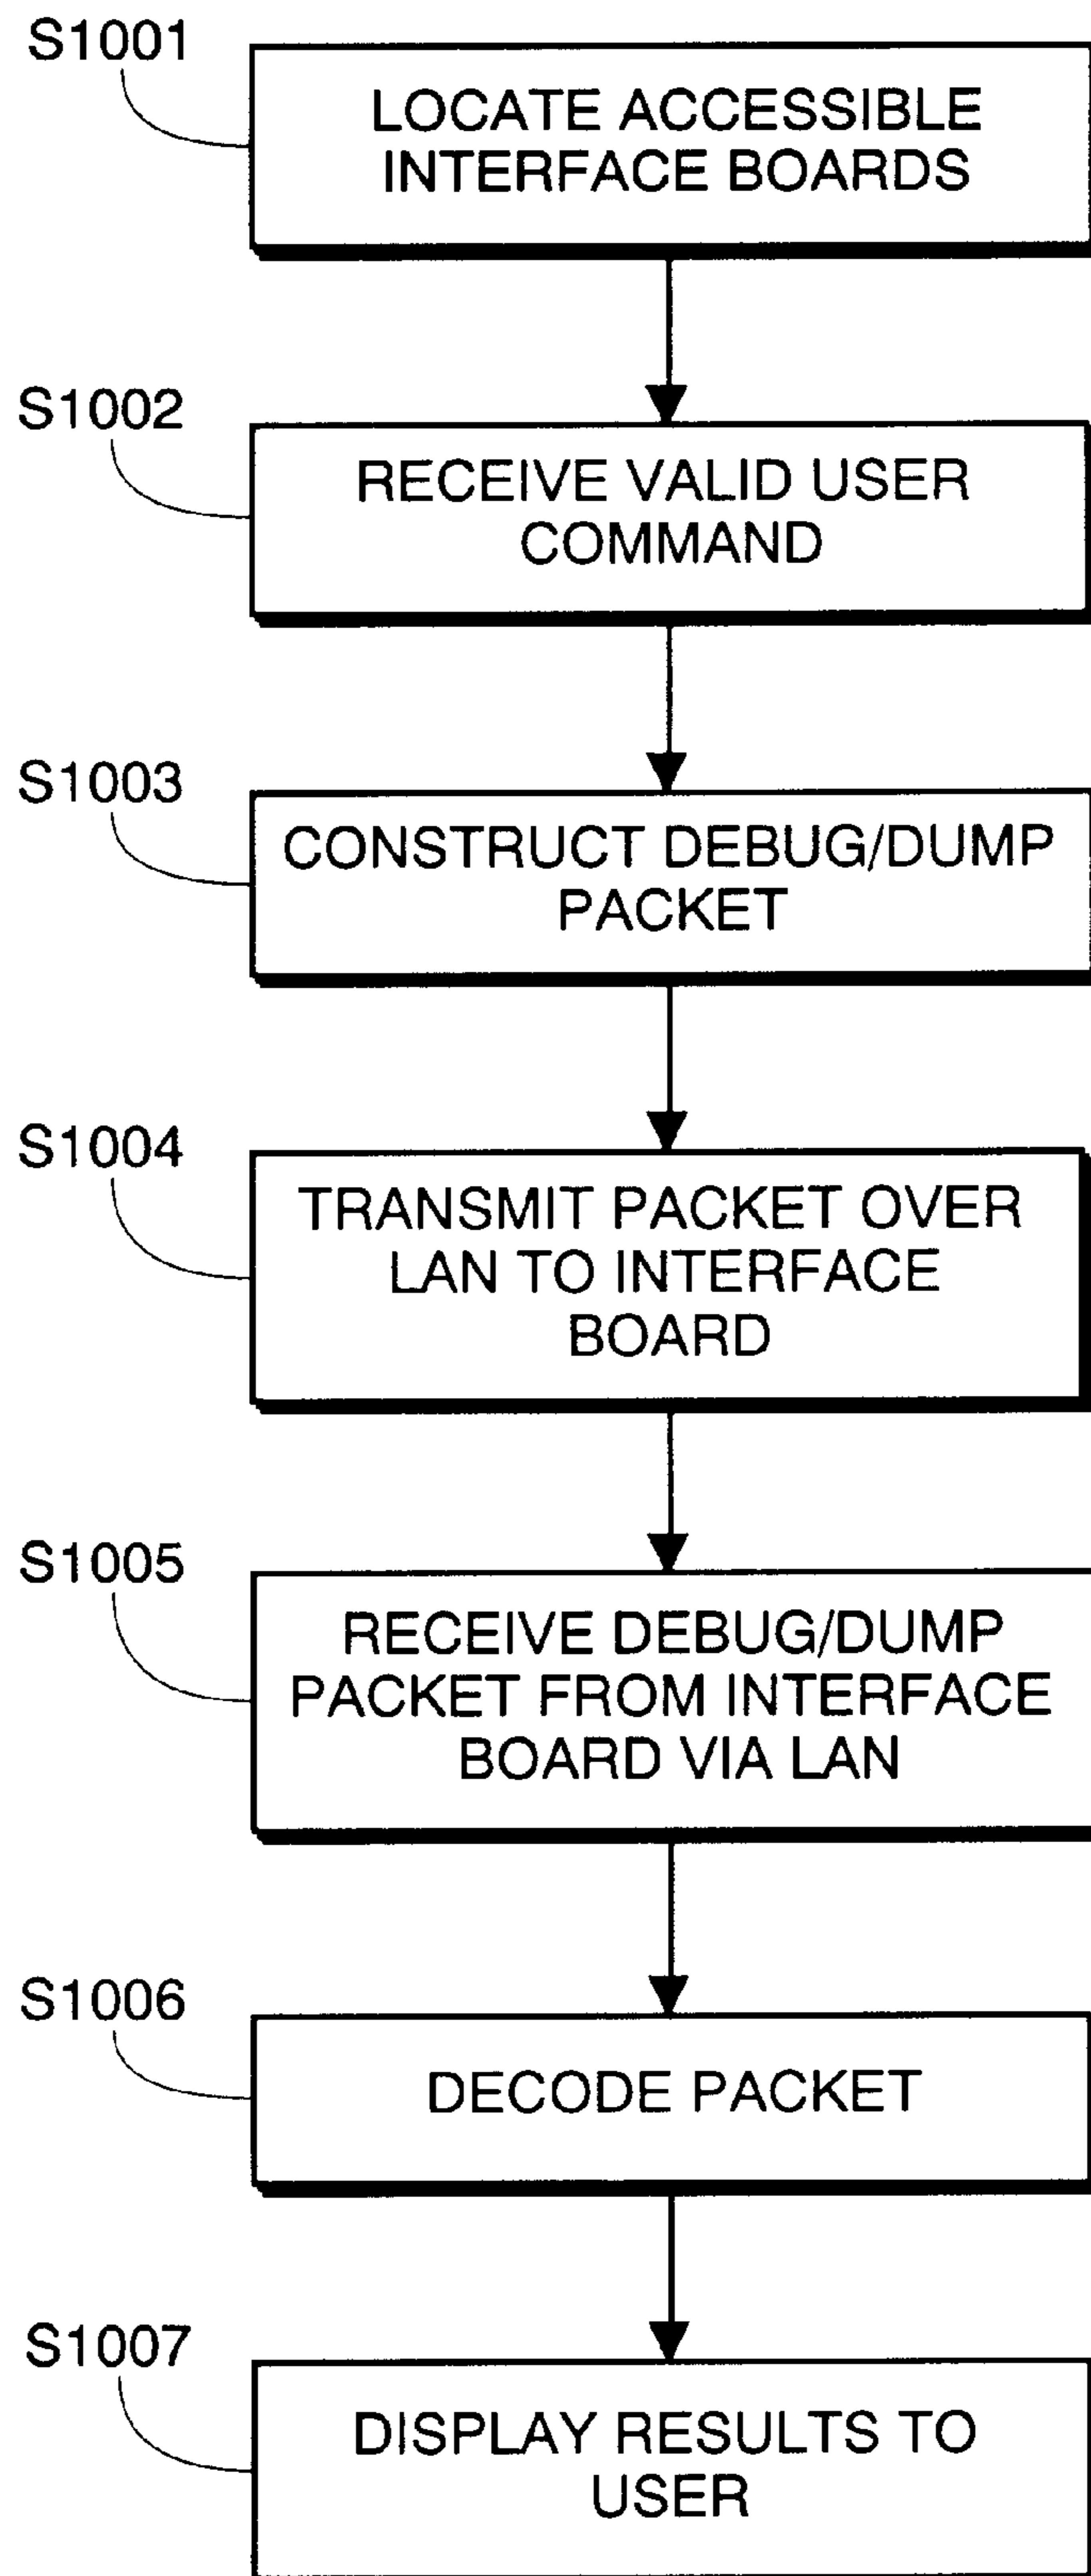 S1001
LOCATE ACCESSIBLE
INTERFACE BOARDS
S1002
RECEIVE VALID USER
COMMAND
S1003
CONSTRUCT DEBUG/DUMP
PACKET
S1004
TRANSMIT PACKET OVER
LAN TO INTERFACE
BOARD
S1005
RECEIVE DEBUG/DUMP
PACKET FROM INTERFACE
BOARD VIA LAN
S1006
DECODE PACKET
S1007
DISPLAY RESULTS TO
USER